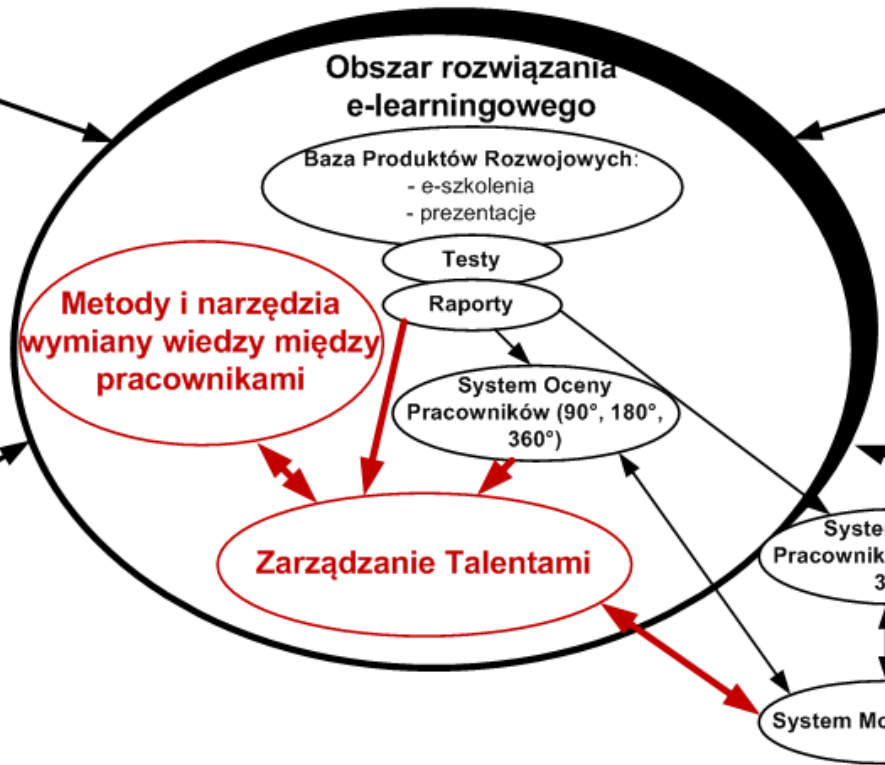 Obszar rozwiązania
e-learningowego
Baza Produktów Rozwojowych:
- e-szkolenia
- prezentacje
Testy
Raporty
Metody i narzędzia
wymiany wiedzy między
pracownikami
System Oceny
Pracowników (90°, 180°,
360°)
Zarządzanie Talentami
System